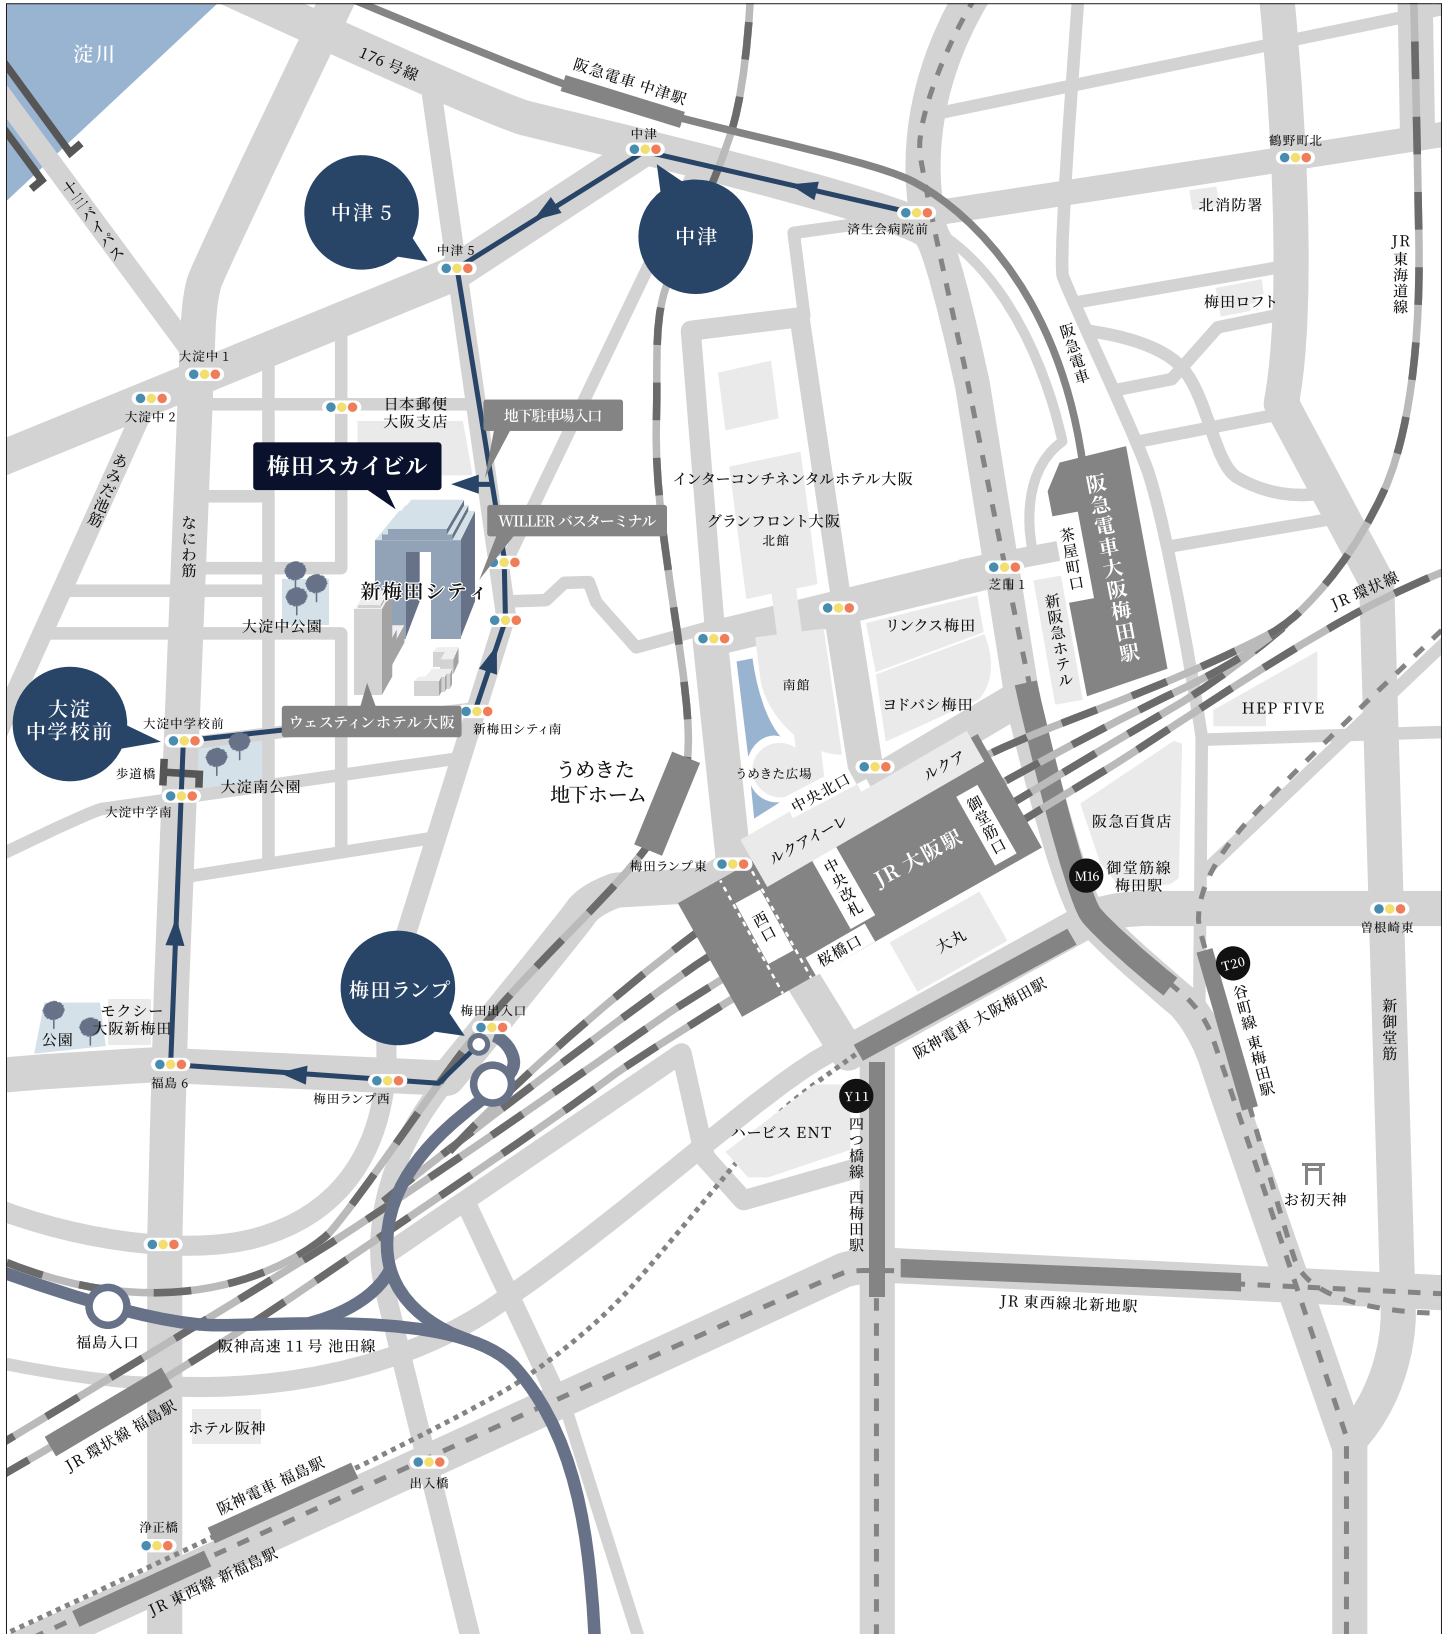 淀川
176 号線
阪急電車 中津駅
中津
鶴野町北
十三バイパス
中津 5
中津
北消防署
済生会病院前
中津 5
JR 東海道線
梅田ロフト
阪急電車
大淀中 1
大淀中 2
日本郵便
大阪支店
地下駐車場入口
梅田スカイビル
あみだ池筋
なにわ筋
インターコンチネンタルホテル大阪
グランフロント大阪
北館
WILLER バスターミナル
阪急電車大阪梅田駅
茶屋町口
芝田 1
新阪急ホテル
JR 環状線
新梅田シティ
大淀中公園
リンクス梅田
南館
ヨドバシ梅田
HEP FIVE
大淀
中学校前
大淀中学校前
ウェスティンホテル大阪
新梅田シティ南
歩道橋
大淀南公園
大淀中学南
うめきた
地下ホーム
うめきた広場
中央北口
ルクア
ルクアイーレ
御堂筋口
阪急百貨店
JR 大阪駅
中央改札
梅田ランプ東
M16
御堂筋線
梅田駅
西口
桜橋口
大丸
曽根崎東
T20
谷町線 東梅田駅
阪神電車 大阪梅田駅
新御堂筋
梅田ランプ
梅田出入口
モクシー
大阪新梅田
公園
福島 6
梅田ランプ西
Y11
四つ橋線 西梅田駅
ハービス ENT
お初天神
JR 東西線北新地駅
福島入口
阪神高速 11 号 池田線
JR 環状線 福島駅
ホテル阪神
阪神電車 福島駅
出入橋
浄正橋
JR 東西線 新福島駅